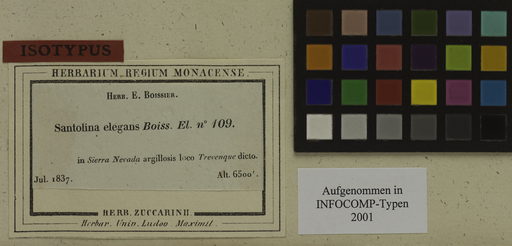 ISOTYPUS
HERBARIUM REGIUM MONACENSE.
HERB. E. BOISSIER.
Santolina elegans Boiss. El. nº 109.
in Sierra Nevada argillosis loco Trevenque dicto.
Jul. 1837. Alt. 6500'.
HERB. ZUCCARINII.
Herbar. Univ. Ludov. Maximil.
Aufgenommen in
INFOCOMP-Typen
2001